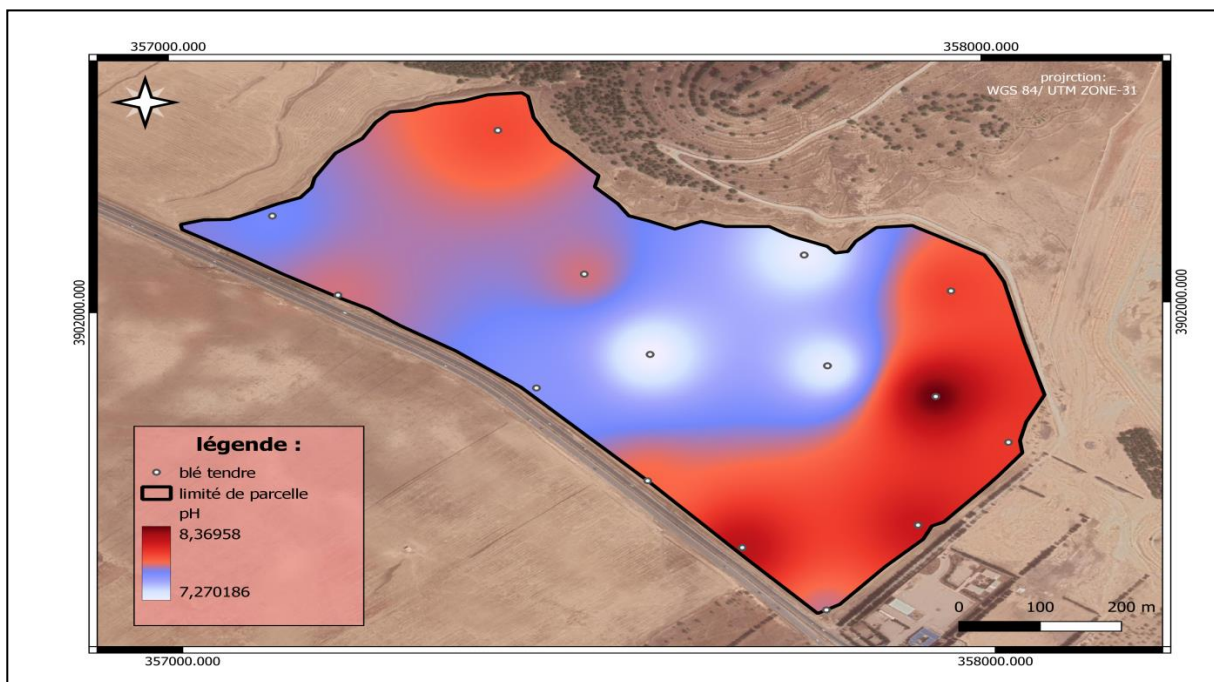 357000.000
358000.000
projrction:
WGS 84/ UTM ZONE-31
3902000.000
3902000.000
légende :
blé tendre
limité de parcelle
pH
8,36958
7,270186
0 100 200 m
357000.000
358000.000